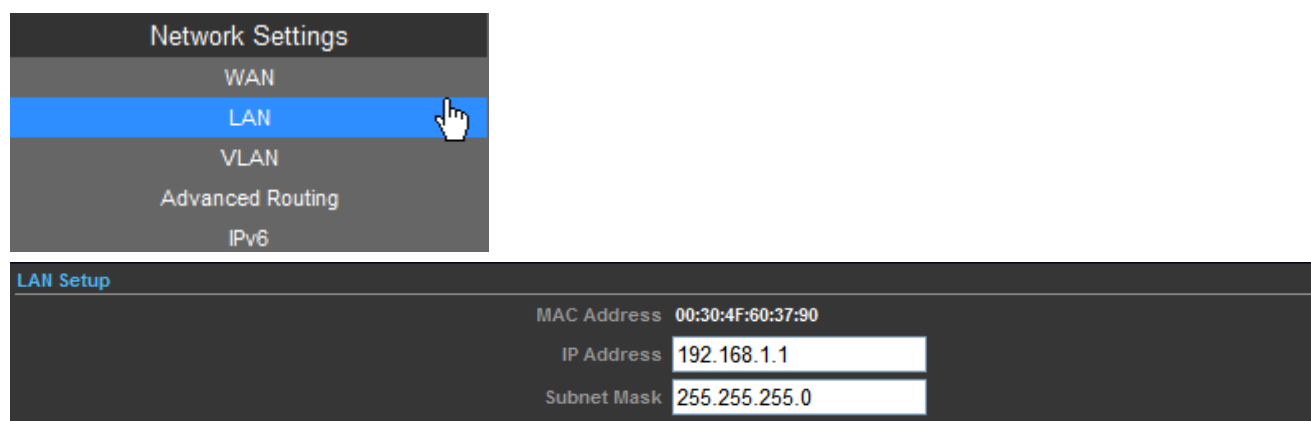 Network Settings
WAN
LAN
VLAN
Advanced Routing
IPv6
LAN Setup
MAC Address 00:30:4F:60:37:90
IP Address 192.168.1.1
Subnet Mask 255.255.255.0